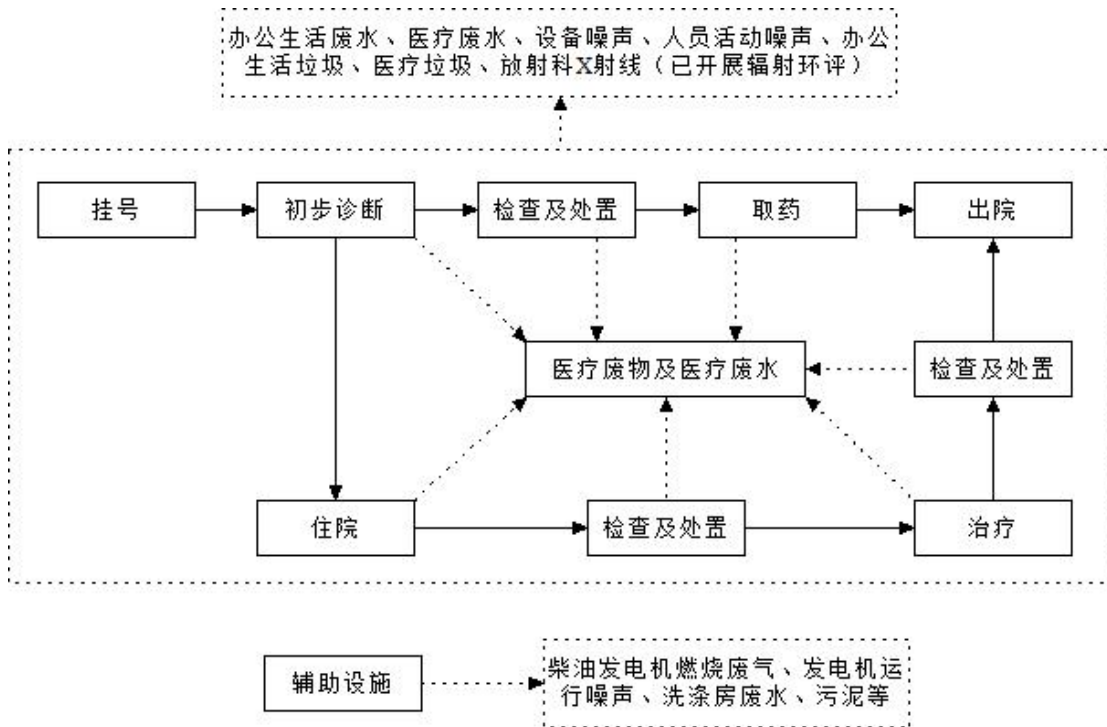 办公生活废水、医疗废水、设备噪声、人员活动噪声、办公
生活垃圾、医疗垃圾、放射科X射线（已开展辐射环评）
挂号
初步诊断
检查及处置
取药
出院
医疗废物及医疗废水
检查及处置
住院
检查及处置
治疗
辅助设施
柴油发电机燃烧废气、发电机运
行噪声、洗涤房废水、污泥等